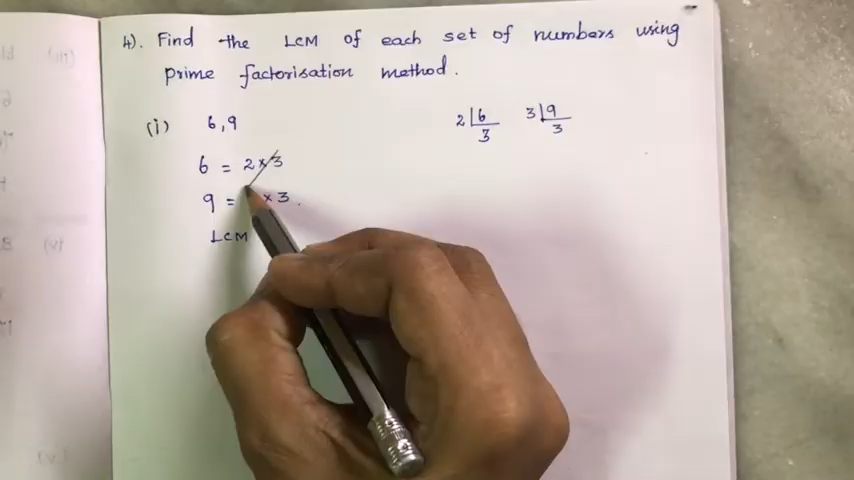 4). Find the LCM of each set of numbers using
prime factorisation method.
(i) 6, 9
2 6 3 9
3 3
6 = 2 × 3
9 = × 3.
LCM